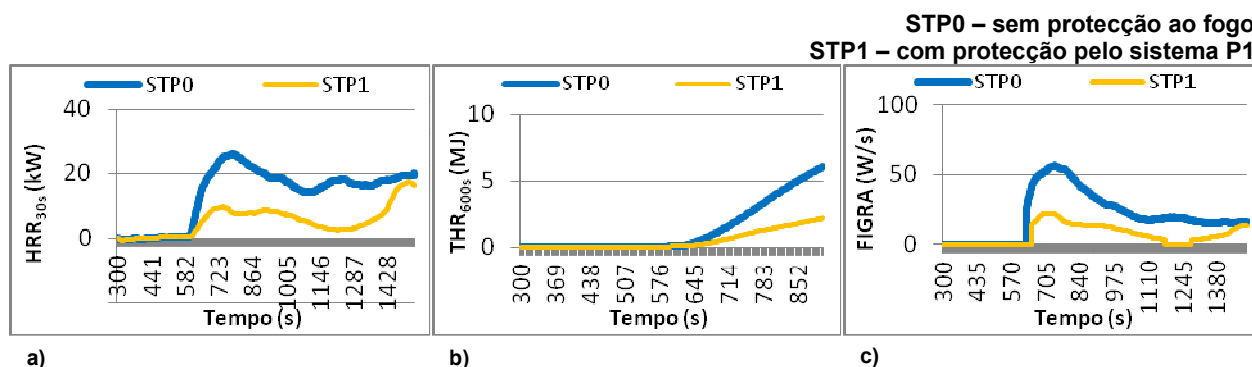 STP0 – sem protecção ao fogo
STP1 – com protecção pelo sistema P1
STP0 STP1
HRR30s (kW)
40
20
0
300 441 582 723 864 1005 1146 1287 1428
Tempo (s)
a)
STP0 STP1
THR600s (MJ)
10
5
0
300 369 438 507 576 645 714 783 852
Tempo (s)
b)
STP0 STP1
FIGRA (W/s)
100
50
0
300 435 570 705 840 975 1110 1245 1380
Tempo (s)
c)